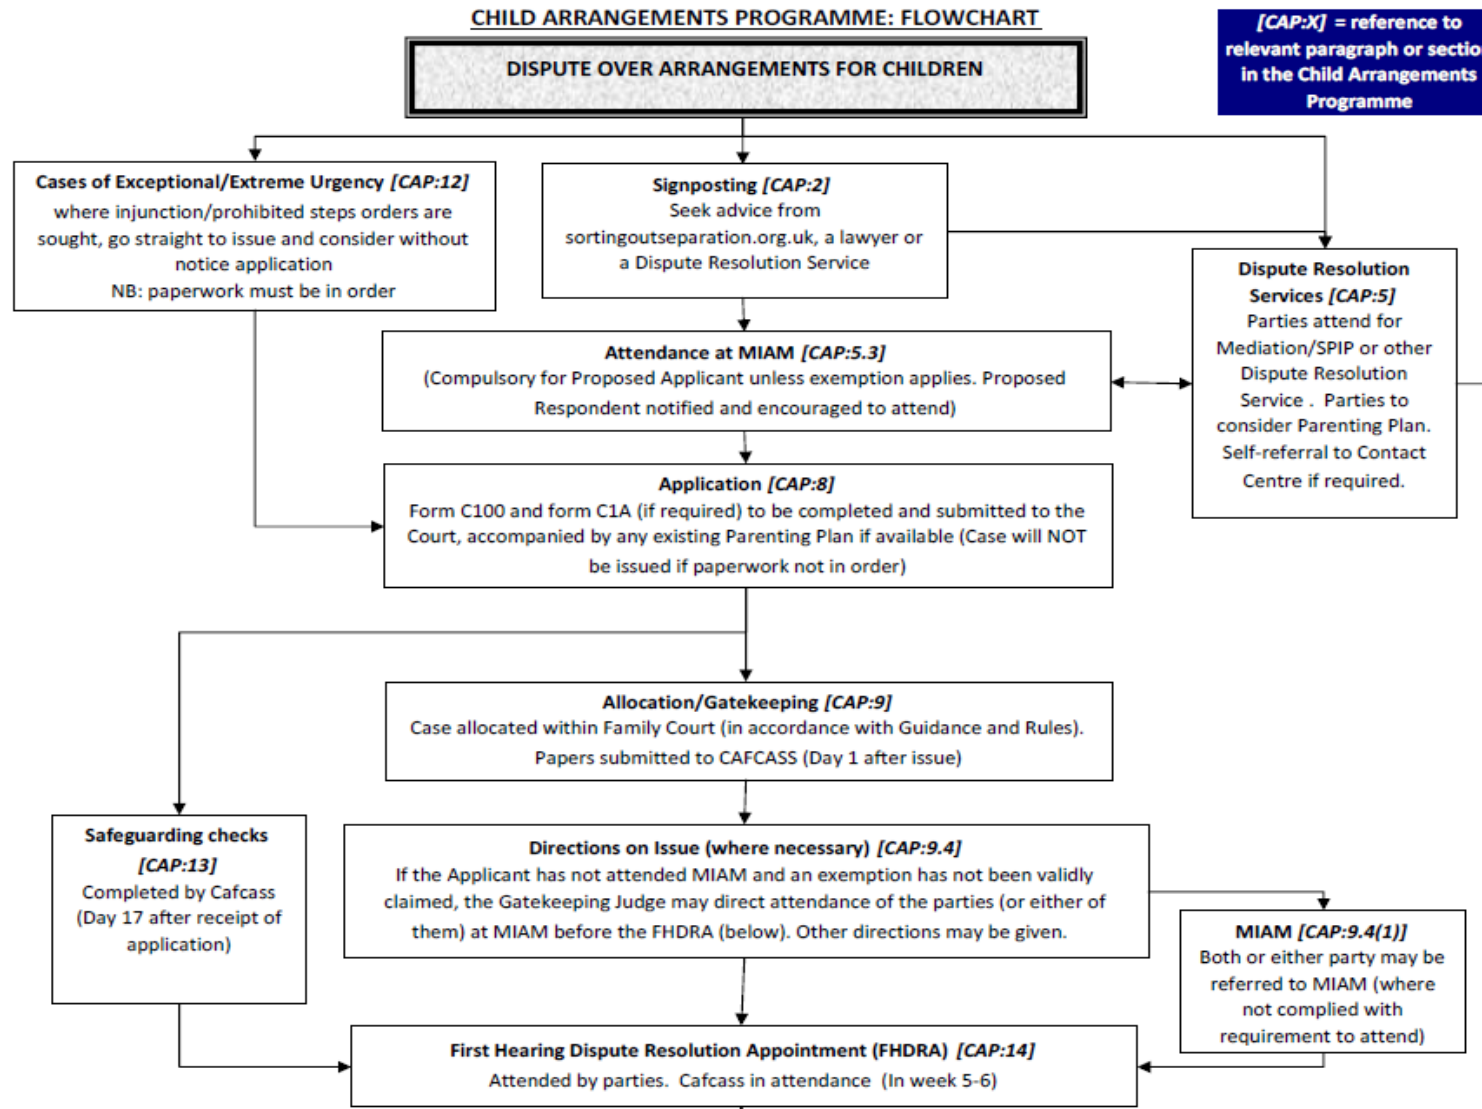 CHILD ARRANGEMENTS PROGRAMME: FLOWCHART
[CAP:X] = reference to
relevant paragraph or section
in the Child Arrangements
Programme
DISPUTE OVER ARRANGEMENTS FOR CHILDREN
Cases of Exceptional/Extreme Urgency [CAP:12]
where injunction/prohibited steps orders are
sought, go straight to issue and consider without
notice application
NB: paperwork must be in order
Signposting [CAP:2]
Seek advice from
sortingoutseparation.org.uk, a lawyer or
a Dispute Resolution Service
Dispute Resolution
Services [CAP:5]
Parties attend for
Mediation/SPIP or other
Dispute Resolution
Service . Parties to
consider Parenting Plan.
Self-referral to Contact
Centre if required.
Attendance at MIAM [CAP:5.3]
(Compulsory for Proposed Applicant unless exemption applies. Proposed
Respondent notified and encouraged to attend)
Application [CAP:8]
Form C100 and form C1A (if required) to be completed and submitted to the
Court, accompanied by any existing Parenting Plan if available (Case will NOT
be issued if paperwork not in order)
Allocation/Gatekeeping [CAP:9]
Case allocated within Family Court (in accordance with Guidance and Rules).
Papers submitted to CAFCASS (Day 1 after issue)
Safeguarding checks
[CAP:13]
Completed by Cafcass
(Day 17 after receipt of
application)
Directions on Issue (where necessary) [CAP:9.4]
If the Applicant has not attended MIAM and an exemption has not been validly
claimed, the Gatekeeping Judge may direct attendance of the parties (or either of
them) at MIAM before the FHDRA (below). Other directions may be given.
MIAM [CAP:9.4(1)]
Both or either party may be
referred to MIAM (where
not complied with
requirement to attend)
First Hearing Dispute Resolution Appointment (FHDRA) [CAP:14]
Attended by parties. Cafcass in attendance (In week 5-6)